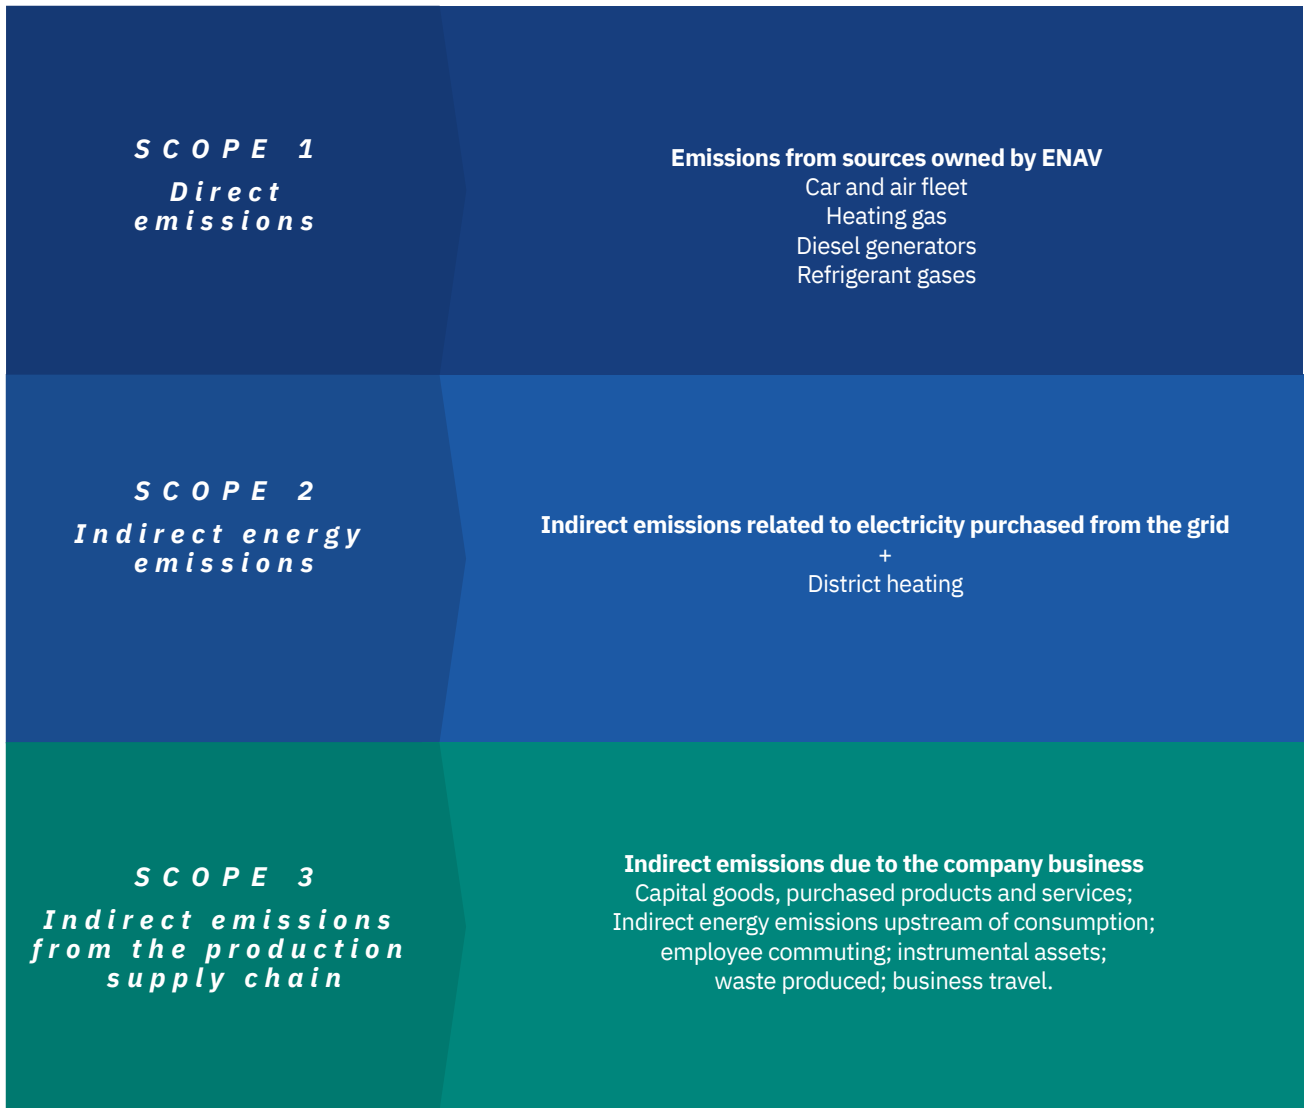 SCOPE 1
Direct
emissions
Emissions from sources owned by ENAV
Car and air fleet
Heating gas
Diesel generators
Refrigerant gases
SCOPE 2
Indirect energy
emissions
Indirect emissions related to electricity purchased from the grid
+
District heating
SCOPE 3
Indirect emissions
from the production
supply chain
Indirect emissions due to the company business
Capital goods, purchased products and services;
Indirect energy emissions upstream of consumption;
employee commuting; instrumental assets;
waste produced; business travel.